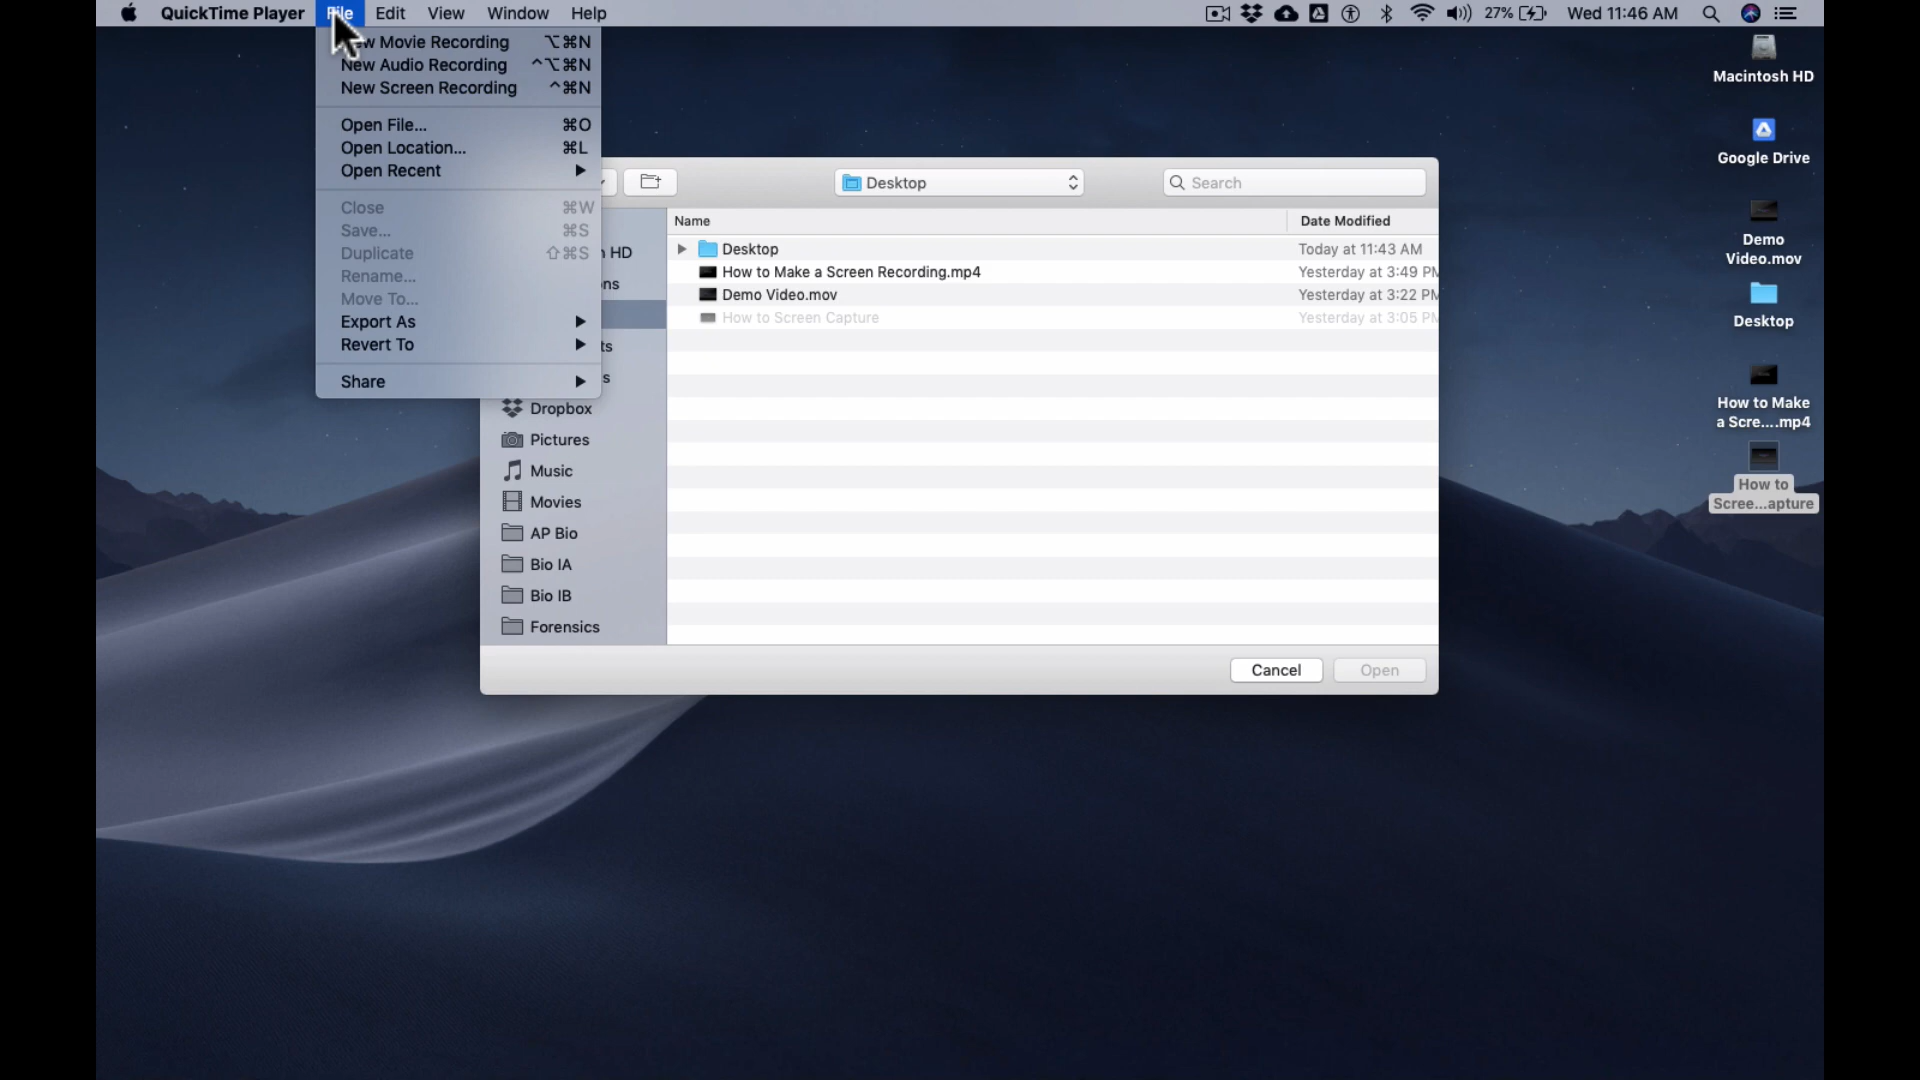 QuickTime Player File Edit View Window Help 27% Wed 11:46 AM
New Audio Recording ^⌥⌘N
Movie Recording ⌥⌘N
New Screen Recording ^⌘N
Open File... ⌘O
Open Location... ⌘L
Open Recent
Close ⌘W
Save... ⌘S
Duplicate ⇧⌘S
Rename...
Move To...
Export As
Revert To
Share
Desktop
Search
Name Date Modified
Desktop Today at 11:43 AM
How to Make a Screen Recording.mp4 Yesterday at 3:49 PM
Demo Video.mov Yesterday at 3:22 PM
How to Screen Capture Yesterday at 3:05 PM
HD
Dropbox
Pictures
Music
Movies
AP Bio
Bio IA
Bio IB
Forensics
Cancel Open
Macintosh HD
Google Drive
Demo
Video.mov
Desktop
How to Make
a Scre....mp4
How to
Scree...apture